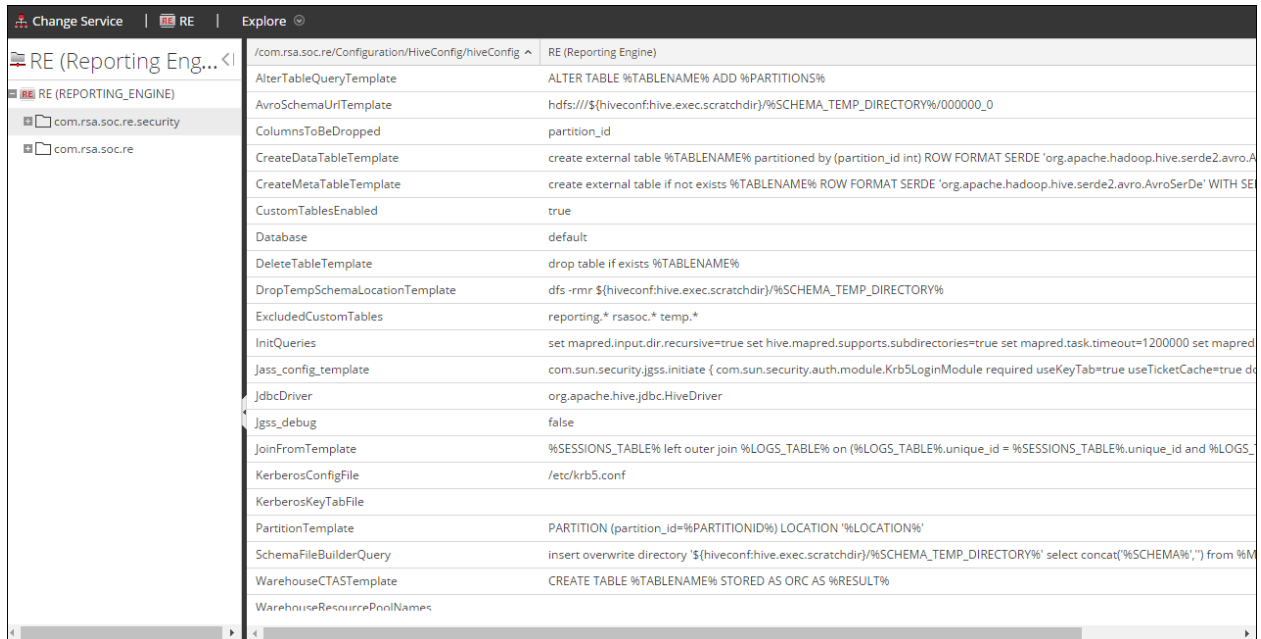 Change Service | RE RE | Explore
RE (Reporting Eng...
RE RE (REPORTING_ENGINE)
com.rsa.soc.re.security
com.rsa.soc.re
/com.rsa.soc.re/Configuration/HiveConfig/hiveConfig RE (Reporting Engine)
AlterTableQueryTemplate ALTER TABLE %TABLENAME% ADD %PARTITIONS%
AvroSchemaUrlTemplate hdfs:///${hiveconf:hive.exec.scratchdir}/%SCHEMA_TEMP_DIRECTORY%/000000_0
ColumnsToBeDropped partition_id
CreateDataTableTemplate create external table %TABLENAME% partitioned by (partition_id int) ROW FORMAT SERDE 'org.apache.hadoop.hive.serde2.avro.A
CreateMetaTableTemplate create external table if not exists %TABLENAME% ROW FORMAT SERDE 'org.apache.hadoop.hive.serde2.avro.AvroSerDe' WITH SE
CustomTablesEnabled true
Database default
DeleteTableTemplate drop table if exists %TABLENAME%
DropTempSchemaLocationTemplate dfs -rmr ${hiveconf:hive.exec.scratchdir}/%SCHEMA_TEMP_DIRECTORY%
ExcludedCustomTables reporting.* rsasoc.* temp.*
InitQueries set mapred.input.dir.recursive=true set hive.mapred.supports.subdirectories=true set mapred.task.timeout=1200000 set mapred
Jass_config_template com.sun.security.jgss.initiate { com.sun.security.auth.module.Krb5LoginModule required useKeyTab=true useTicketCache=true do
JdbcDriver org.apache.hive.jdbc.HiveDriver
Jgss_debug false
JoinFromTemplate %SESSIONS_TABLE% left outer join %LOGS_TABLE% on (%LOGS_TABLE%.unique_id = %SESSIONS_TABLE%.unique_id and %LOGS_
KerberosConfigFile /etc/krb5.conf
KerberosKeyTabFile
PartitionTemplate PARTITION (partition_id=%PARTITIONID%) LOCATION '%LOCATION%'
SchemaFileBuilderQuery insert overwrite directory '${hiveconf:hive.exec.scratchdir}/%SCHEMA_TEMP_DIRECTORY%' select concat('%SCHEMA%','') from %M
WarehouseCTASTemplate CREATE TABLE %TABLENAME% STORED AS ORC AS %RESULT%
WarehouseResourcePoolNames